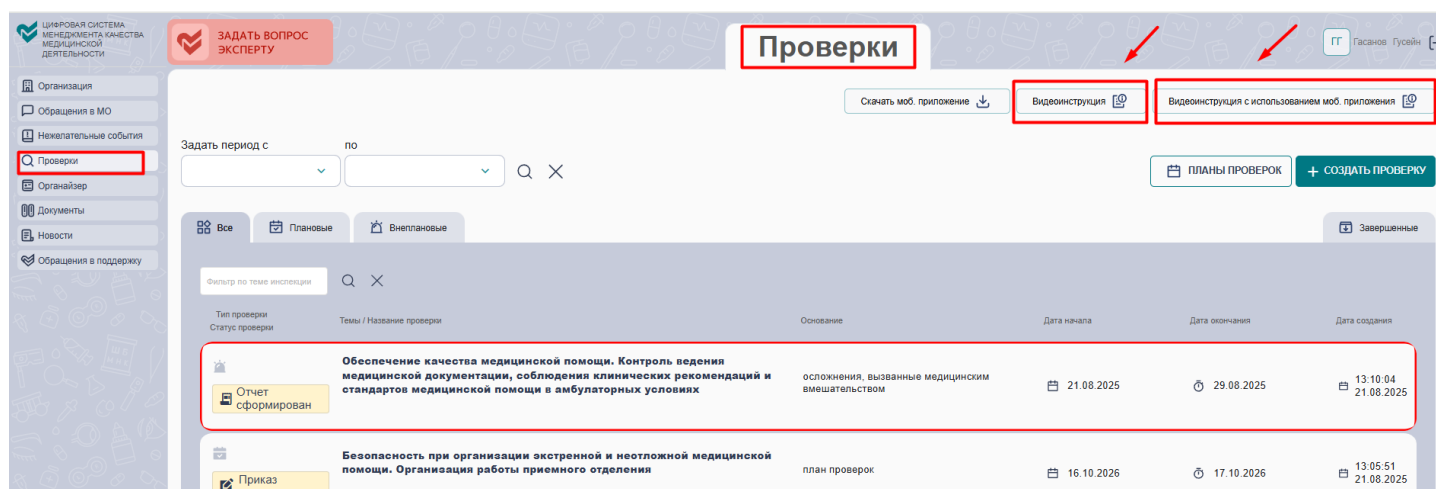 ЦИФРОВАЯ СИСТЕМА
МЕНЕДЖМЕНТА КАЧЕСТВА
МЕДИЦИНСКОЙ
ДЕЯТЕЛЬНОСТИ
ЗАДАТЬ ВОПРОС
ЭКСПЕРТУ
Проверки
ГГ Гасанов Гусейн
Организация
Обращения в МО
Нежелательные события
Проверки
Органайзер
Документы
Новости
Обращения в поддержку
Скачать моб. приложение
Видеоинструкция
Видеоинструкция с использованием моб. приложения
Задать период с по
ПЛАНЫ ПРОВЕРОК
+ СОЗДАТЬ ПРОВЕРКУ
Все Плановые Внеплановые Завершенные
Фильтр по теме инспекции
Тип проверки
Статус проверки
Темы / Название проверки
Основание
Дата начала
Дата окончания
Дата создания
Отчет
сформирован
Обеспечение качества медицинской помощи. Контроль ведения
медицинской документации, соблюдения клинических рекомендаций и
стандартов медицинской помощи в амбулаторных условиях
осложнения, вызванные медицинским
вмешательством
21.08.2025
29.08.2025
13:10:04
21.08.2025
Приказ
Безопасность при организации экстренной и неотложной медицинской
помощи. Организация работы приемного отделения
план проверок
16.10.2026
17.10.2026
13:05:51
21.08.2025